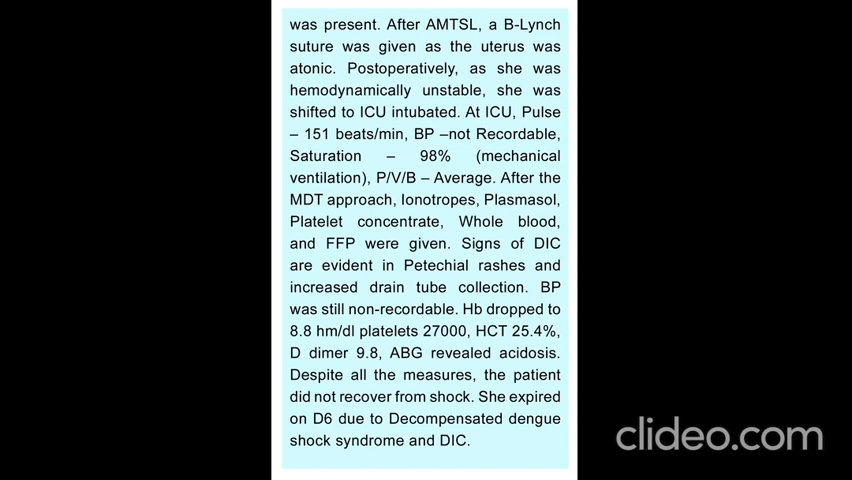 was present. After AMTSL, a B-Lynch
suture was given as the uterus was
atonic. Postoperatively, as she was
hemodynamically unstable, she was
shifted to ICU intubated. At ICU, Pulse
– 151 beats/min, BP –not Recordable,
Saturation – 98% (mechanical
ventilation), P/V/B – Average. After the
MDT approach, Ionotropes, Plasmasol,
Platelet concentrate, Whole blood,
and FFP were given. Signs of DIC
are evident in Petechial rashes and
increased drain tube collection. BP
was still non-recordable. Hb dropped to
8.8 hm/dl platelets 27000, HCT 25.4%,
D dimer 9.8, ABG revealed acidosis.
Despite all the measures, the patient
did not recover from shock. She expired
on D6 due to Decompensated dengue
shock syndrome and DIC.
clideo.com